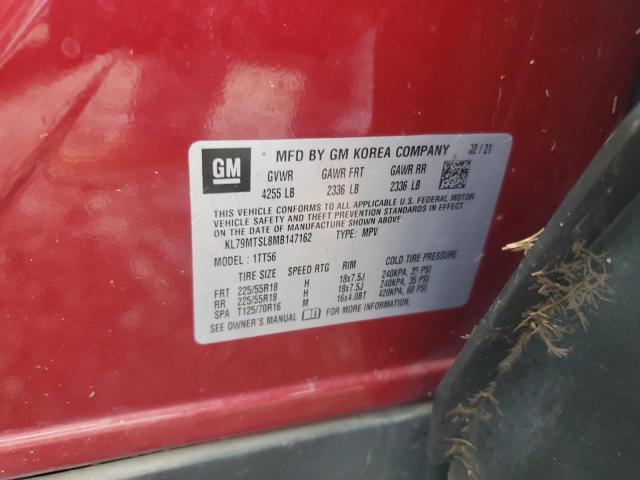 GM MFD BY GM KOREA COMPANY 02/21
GVWR GAWR FRT GAWR RR
4255 LB 2336 LB 2336 LB
THIS VEHICLE CONFORMS TO ALL APPLICABLE U.S. FEDERAL MOTOR
VEHICLE SAFETY AND THEFT PREVENTION STANDARDS IN EFFECT
ON THE DATE OF MANUFACTURE SHOWN ABOVE.
KL79MTSL8MB147162 TYPE: MPV
MODEL: 1TT56
TIRE SIZE SPEED RTG RIM COLD TIRE PRESSURE
FRT 225/55R18 H 18x7.5J 240KPA, 35 PSI
RR 225/55R18 H 18x7.5J 240KPA, 35 PSI
SPA T125/70R16 M 16x4.0BT 420KPA, 60 PSI
SEE OWNER'S MANUAL FOR ADDITIONAL INFORMATION